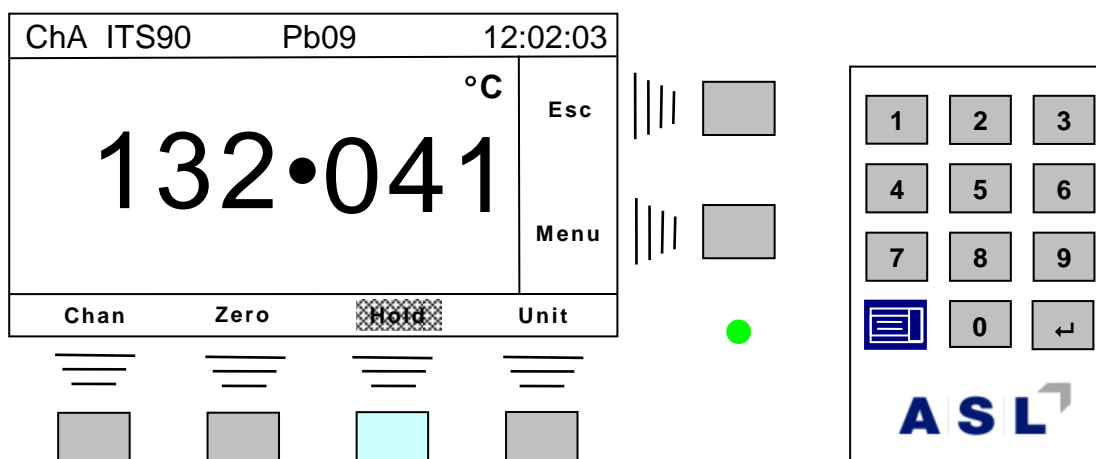 ChA ITS90 Pb09 12:02:03
°C
132•041
Esc
Menu
Chan Zero Hold Unit
1 2 3
4 5 6
7 8 9
0 ↵
ASL